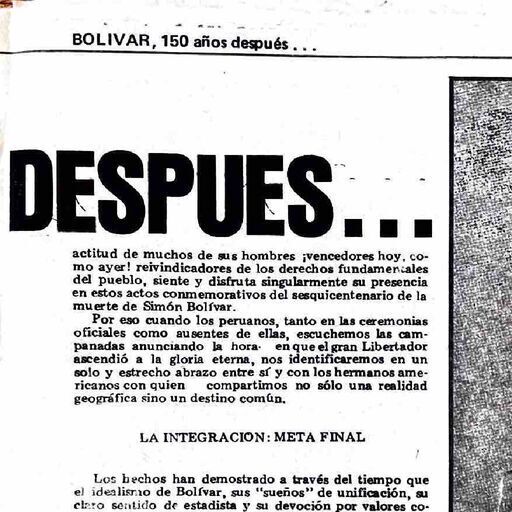 BOLIVAR, 150 años después...
DESPUES...
actitud de muchos de sus hombres ¡vencedores hoy, co-
mo ayer! reivindicadores de los derechos fundamentales
del pueblo, siente y disfruta singularmente su presencia
en estos actos conmemorativos del sesquicentenario de la
muerte de Simón Bolívar.
Por eso cuando los peruanos, tanto en las ceremonias
oficiales como ausentes de ellas, escuchemos las cam-
panadas anunciando la hora- en que el gran Libertador
ascendió a la gloria eterna, nos identificaremos en un
solo y estrecho abrazo entre sí y con los hermanos ame-
ricanos con quien compartimos no sólo una realidad
geográfica sino un destino común.
LA INTEGRACION: META FINAL
Los hechos han demostrado a través del tiempo que
el idealismo de Bolívar, sus "sueños" de unificación, su
claro sentido de estadista y su devoción por valores co-